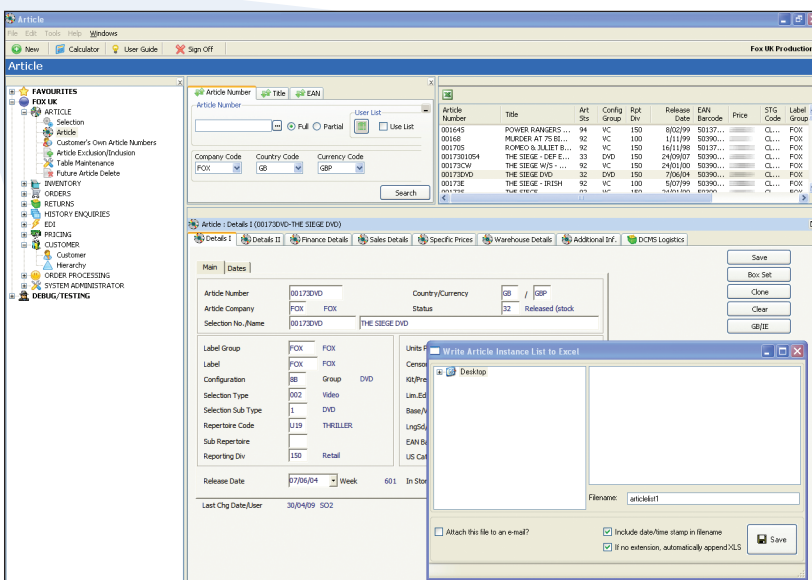 Article
File Edit Tools Help Windows
New Calculator User Guide Sign Off Fox UK Production
Article
FAVOURITES
FOX UK
ARTICLE
Selection
Article
Customer's Own Article Numbers
Article Exclusion/Inclusion
Table Maintenance
Future Article Delete
INVENTORY
ORDERS
RETURNS
HISTORY ENQUIRIES
EDI
PRICING
CUSTOMER
Customer
Hierarchy
ORDER PROCESSING
SYSTEM ADMINISTRATOR
DEBUG/TESTING
Article Number Title EAN
Article Number
User List
Full Partial Use List
Company Code Country Code Currency Code
FOX GB GBP
Search
Article Number Title Art Sts Config Group Rpt Div Release Date EAN Barcode Price STG Code Label Group
001645 POWER RANGERS ... 94 VC 150 8/02/99 50137... CL... FOX
00168 MURDER AT 75 BI... 92 VC 100 1/11/99 50390... CL... FOX
001705 ROMEO & JULIET B... 92 VC 150 16/11/98 50137... CL... FOX
0017301054 THE SIEGE - DEF E... 33 DVD 150 24/09/07 50390... CL... FOX
00173CW THE SIEGE W/S - ... 92 VC 150 24/01/00 50390... CL... FOX
00173DVD THE SIEGE DVD 32 DVD 150 7/06/04 50390... CL... FOX
00173E THE SIEGE - IRISH 92 VC 100 5/07/99 50390... CL... FOX
Article : Details I (00173DVD-THE SIEGE DVD)
Details I Details II Finance Details Sales Details Specific Prices Warehouse Details Additional Inf. DCMS Logistics
Main Dates
Article Number 00173DVD Country/Currency GB / GBP
Article Company FOX FOX Status 32 Released (stock
Selection No./Name 00173DVD THE SIEGE DVD
Save
Box Set
Clone
Clear
GB/IE
Label Group FOX FOX
Label FOX FOX
Configuration 8B Group DVD
Selection Type 002 Video
Selection Sub Type 1 DVD
Repertoire Code U19 THRILLER
Sub Repertoire
Reporting Div 150 Retail
Units
Censor
Kit/Pre
Lim.Ed
Base/
LngSd/
EAN
US Cat
Release Date 07/06/04 Week 601 In Stor
Last Chg Date/User 30/04/09 SO2
Write Article Instance List to Excel
Desktop
Filename: articlelist1
Attach this file to an e-mail?
Include date/time stamp in filename
If no extension, automatically append XLS
Save